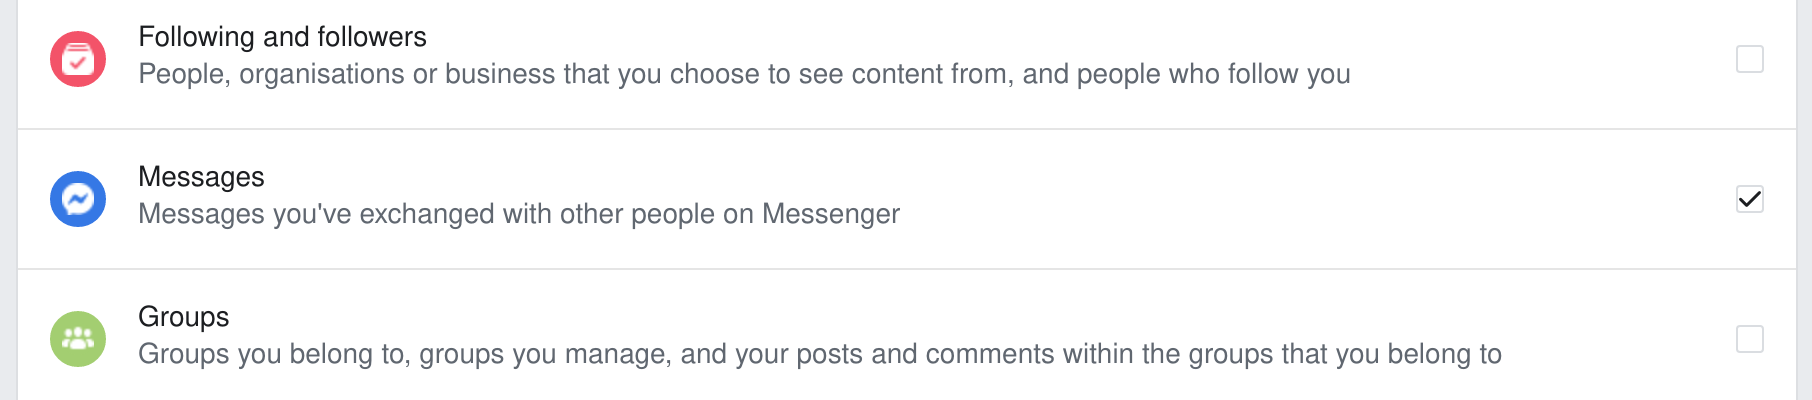 Following and followers
People, organisations or business that you choose to see content from, and people who follow you
Messages
Messages you've exchanged with other people on Messenger
Groups
Groups you belong to, groups you manage, and your posts and comments within the groups that you belong to